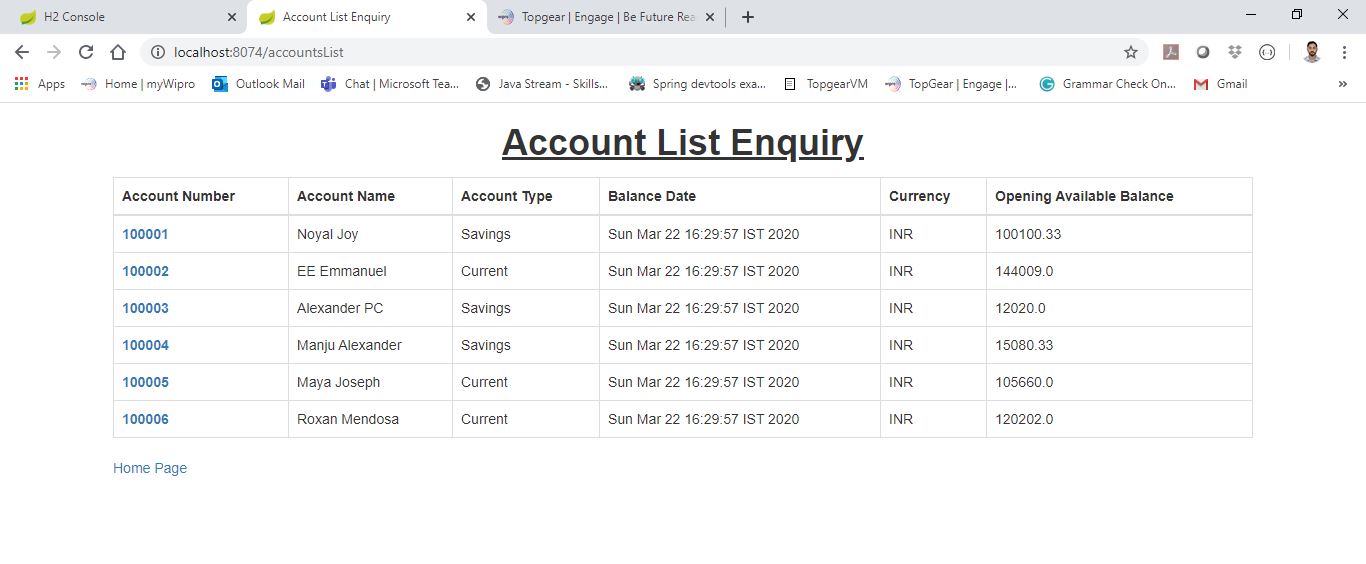 H2 Console Account List Enquiry Topgear | Engage | Be Future Rea
localhost:8074/accountsList
Apps Home | myWipro Outlook Mail Chat | Microsoft Tea... Java Stream - Skills... Spring devtools exa... TopgearVM TopGear | Engage |... Grammar Check On... Gmail »
Account List Enquiry
Account Number Account Name Account Type Balance Date Currency Opening Available Balance
100001 Noyal Joy Savings Sun Mar 22 16:29:57 IST 2020 INR 100100.33
100002 EE Emmanuel Current Sun Mar 22 16:29:57 IST 2020 INR 144009.0
100003 Alexander PC Savings Sun Mar 22 16:29:57 IST 2020 INR 12020.0
100004 Manju Alexander Savings Sun Mar 22 16:29:57 IST 2020 INR 15080.33
100005 Maya Joseph Current Sun Mar 22 16:29:57 IST 2020 INR 105660.0
100006 Roxan Mendosa Current Sun Mar 22 16:29:57 IST 2020 INR 120202.0
Home Page